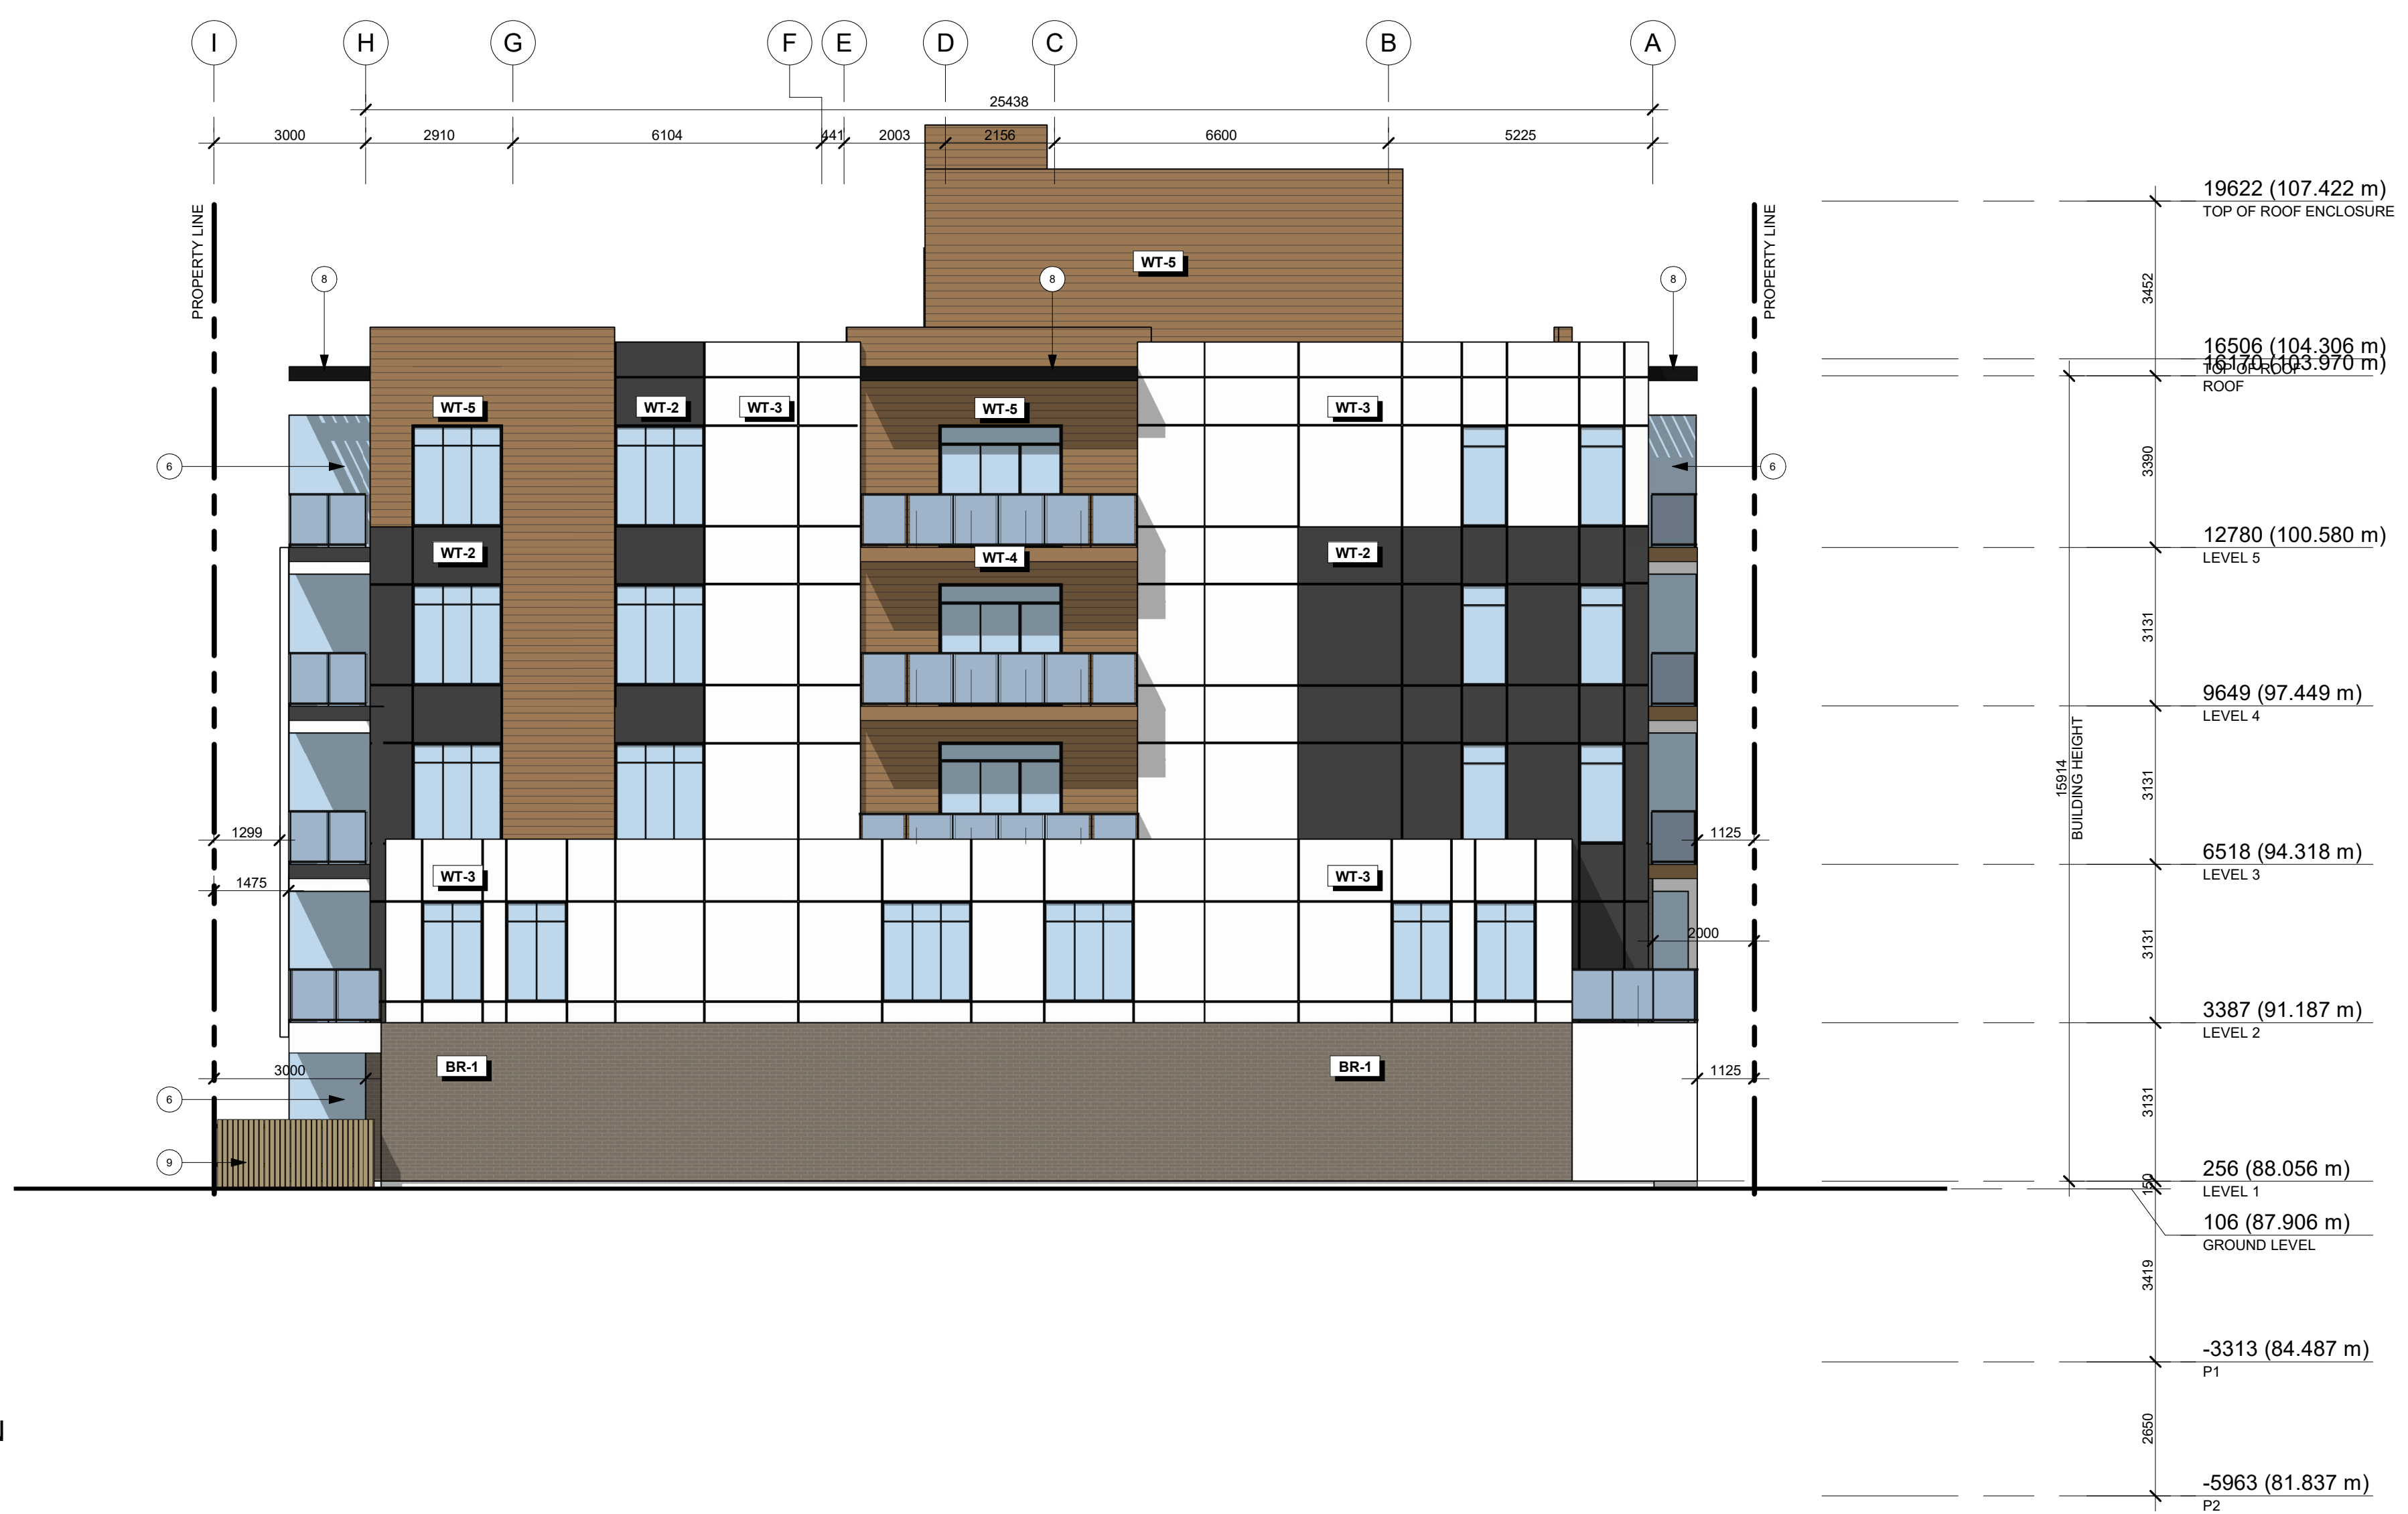 I H G F E D C B A
25438
3000 2910 6104 441 2003 2156 6600 5225
PROPERTY LINE
PROPERTY LINE
19622 (107.422 m)
TOP OF ROOF ENCLOSURE
3452
WT-5
8 8 8
16506 (104.306 m)
TOP OF ROOF
16170 (103.970 m)
ROOF
WT-5 WT-2 WT-3 WT-5 WT-3
6 6
3390
12780 (100.580 m)
LEVEL 5
WT-2 WT-4 WT-2
3131
9649 (97.449 m)
LEVEL 4
15914
BUILDING HEIGHT
3131
1299 1125
6518 (94.318 m)
LEVEL 3
WT-3 WT-3
1475
2000
3131
3387 (91.187 m)
LEVEL 2
BR-1 BR-1
3000 1125
6
3131
9
256 (88.056 m)
LEVEL 1
150
106 (87.906 m)
GROUND LEVEL
3419
-3313 (84.487 m)
P1
2650
-5963 (81.837 m)
P2